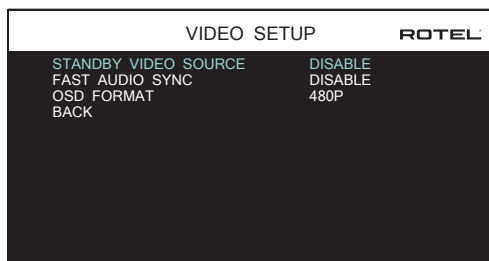 VIDEO SETUP ROTEL
STANDBY VIDEO SOURCE DISABLE
FAST AUDIO SYNC DISABLE
OSD FORMAT 480P
BACK